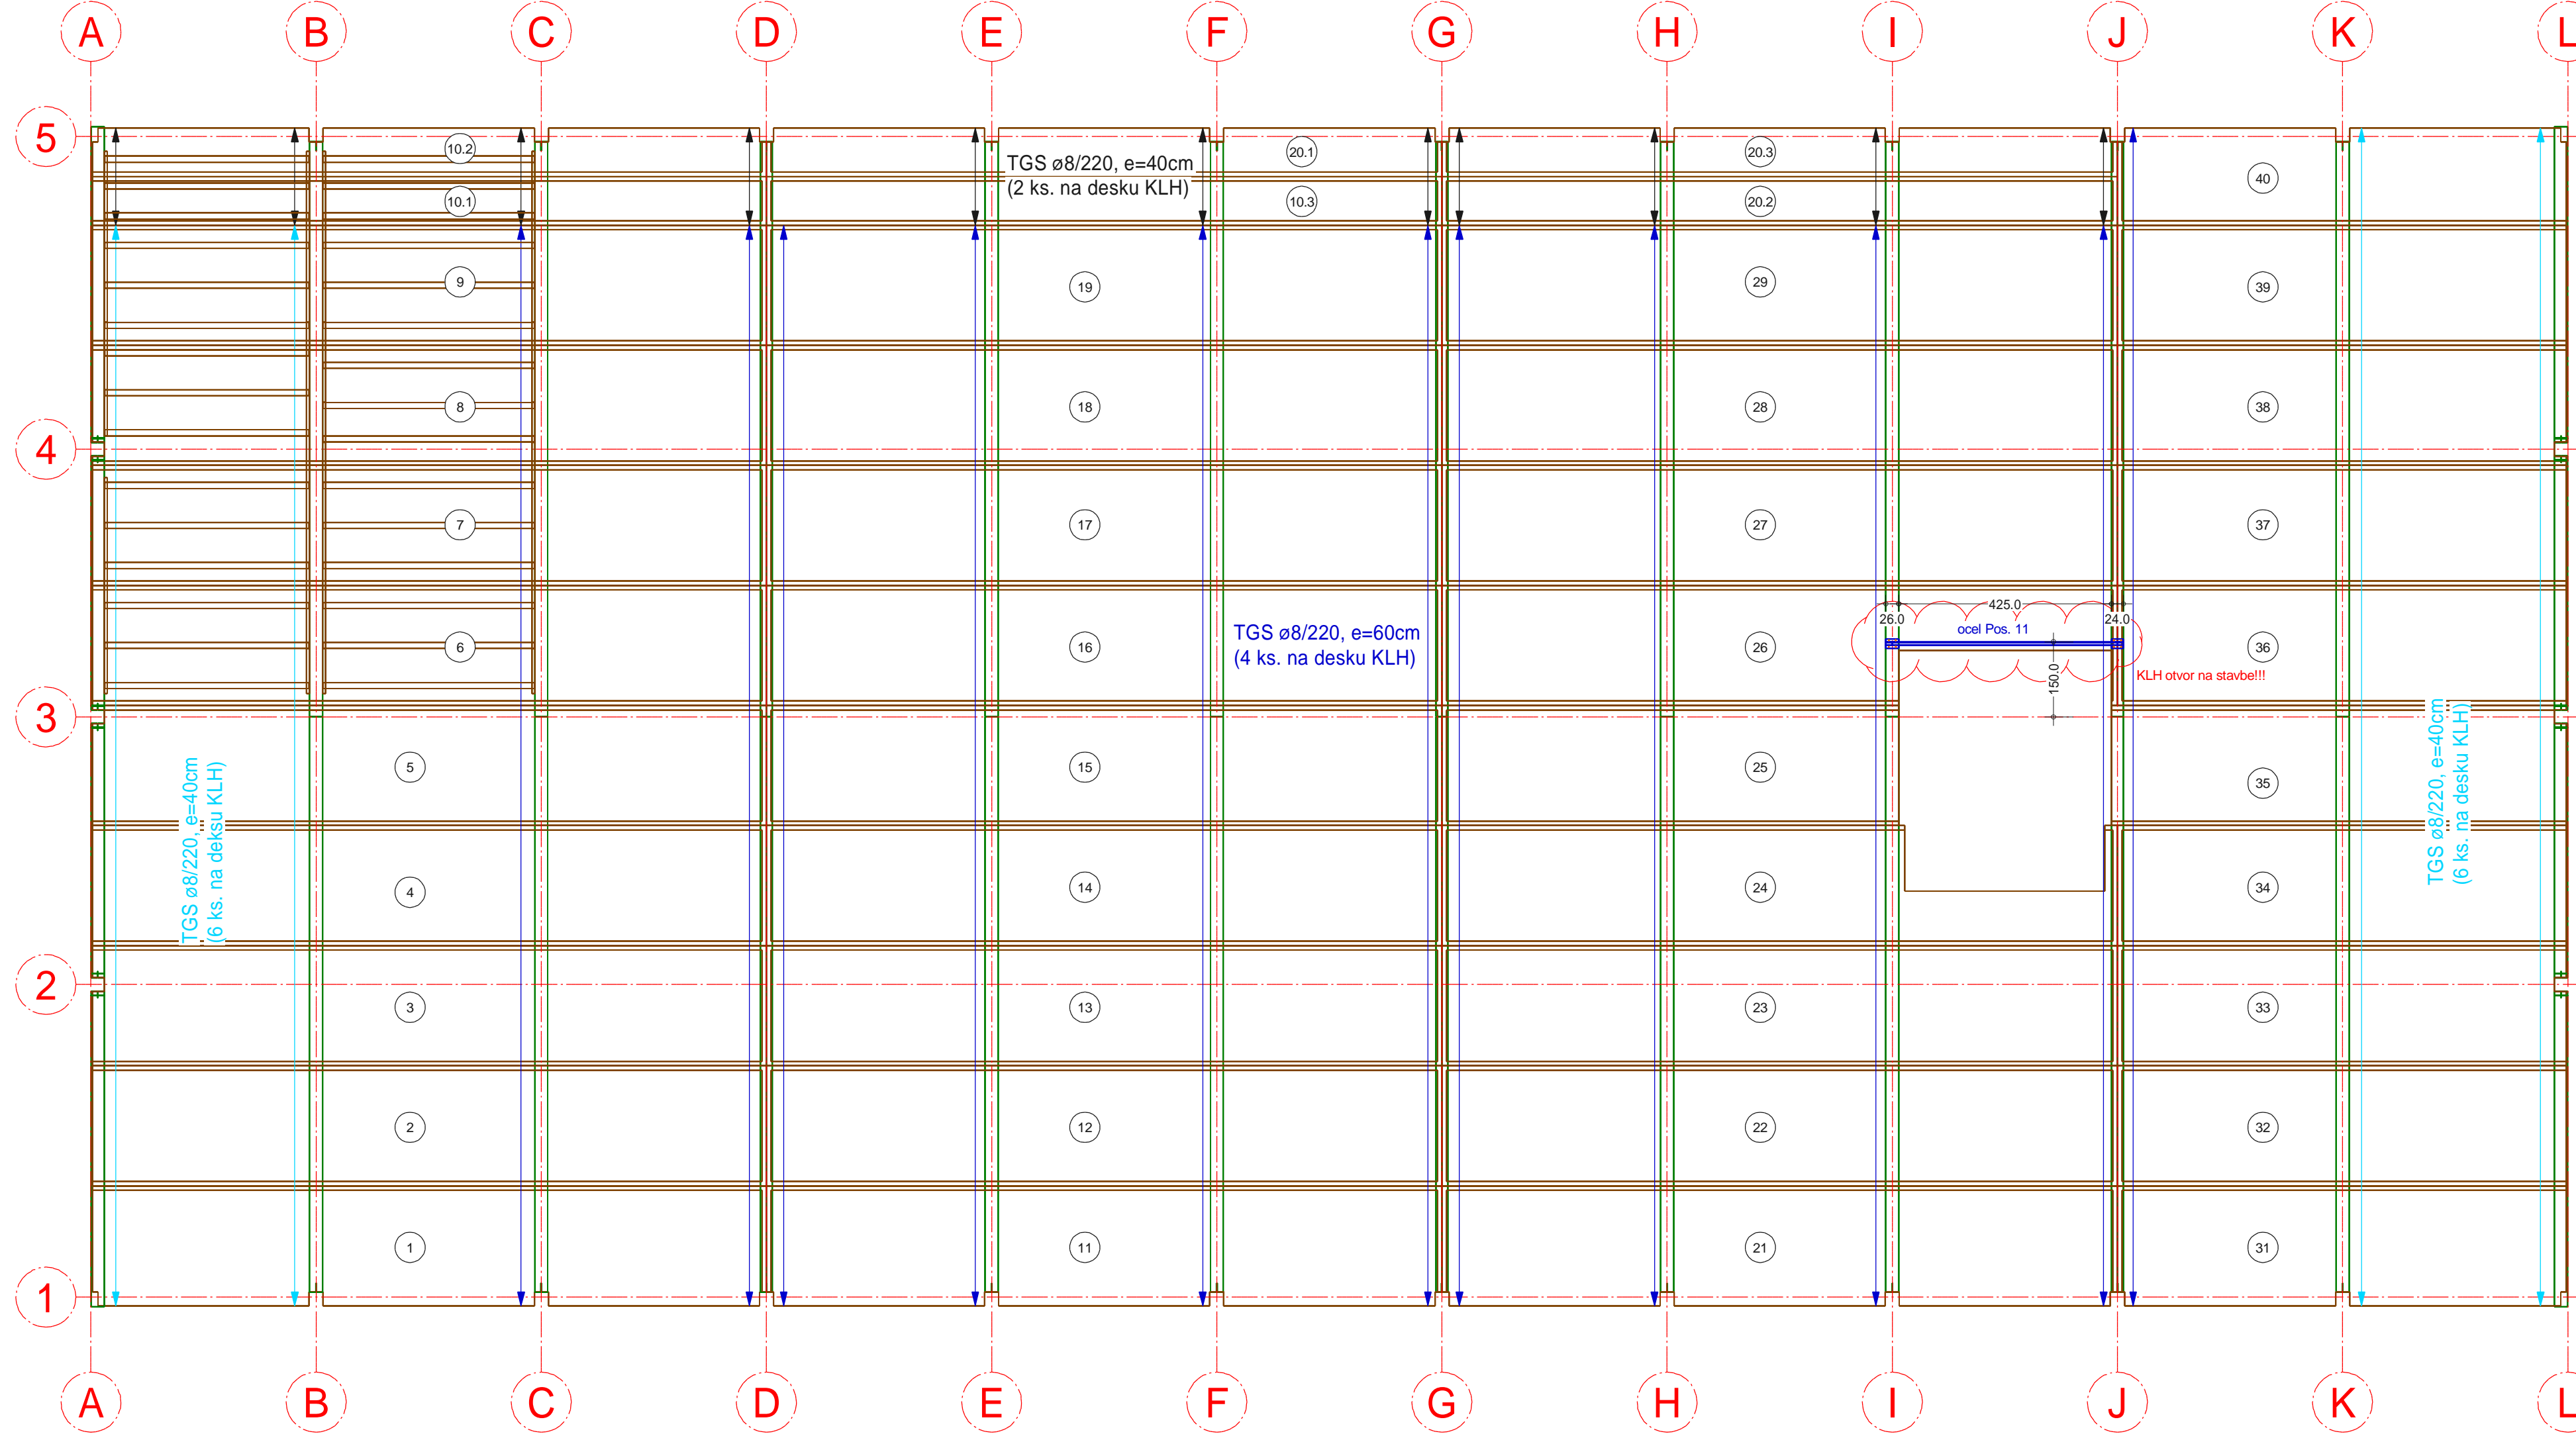 A B C D E F G H I J K L
5
10.2 20.1 20.3
TGS ø8/220, e=40cm
(2 ks. na desku KLH)
40
10.1 10.3 20.2
9 19 29 39
8 18 28 38
4
7 17 27 37
425.0
26.0 24.0
ocel Pos. 11
TGS ø8/220, e=60cm
(4 ks. na desku KLH)
6 16 26 36
150.0
KLH otvor na stavbe!!!
3
5 15 25 35
TGS ø8/220, e=40cm
(6 ks. na deksu KLH)
TGS ø8/220, e=40cm
(6 ks. na desku KLH)
4 14 24 34
2
3 13 23 33
2 12 22 32
1 11 21 31
1
A B C D E F G H I J K L